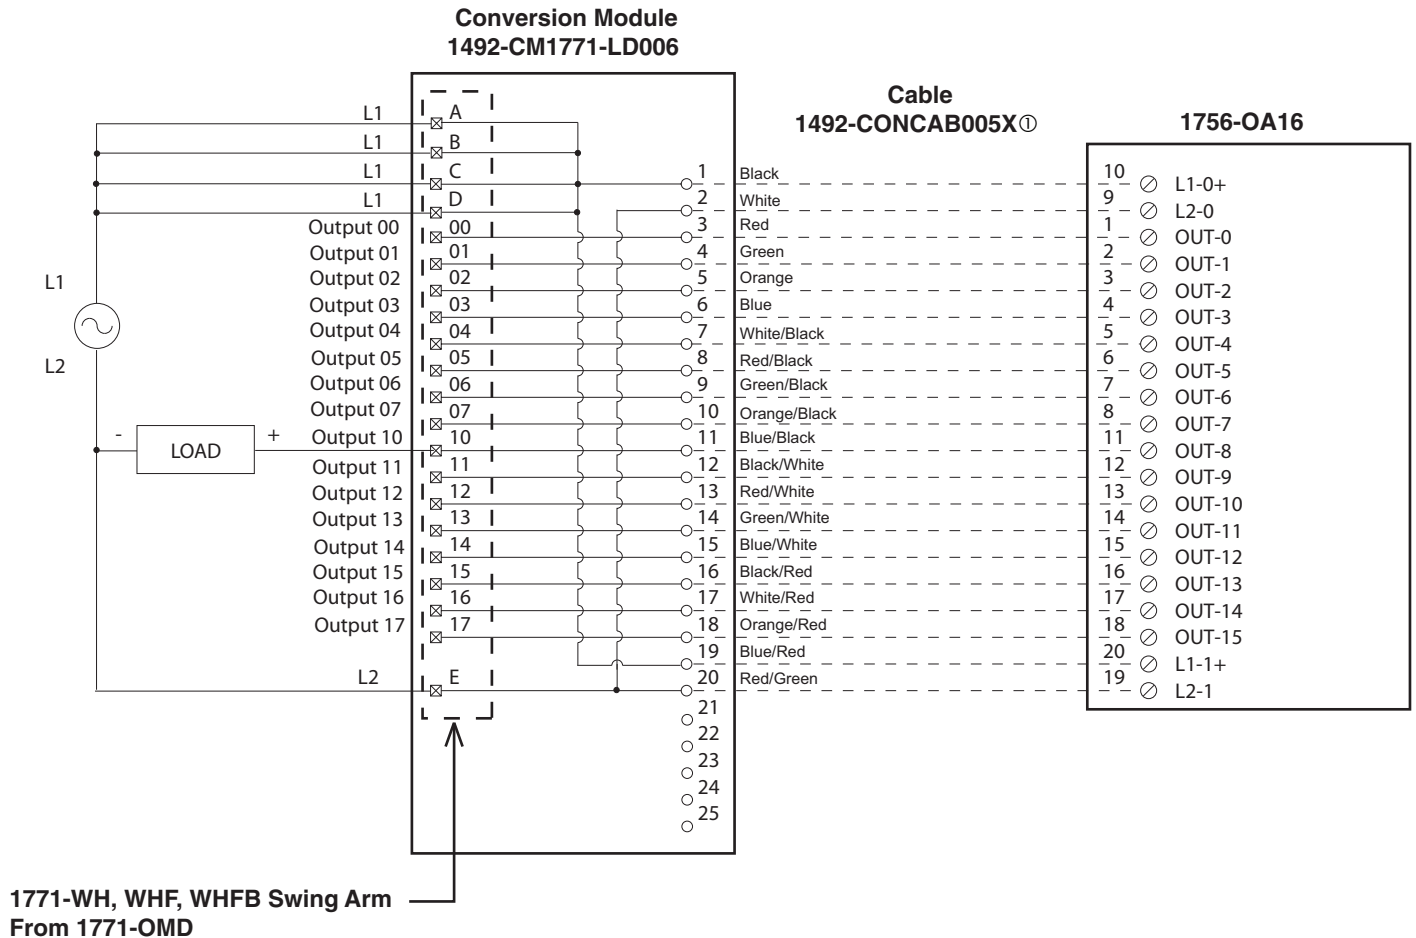 Conversion Module
1492-CM1771-LD006
Cable
1492-CONCAB005X①
1756-OA16
L1 A
L1 B
L1 C
L1 D
Output 00 00
Output 01 01
Output 02 02
Output 03 03
Output 04 04
Output 05 05
Output 06 06
Output 07 07
Output 10 10
Output 11 11
Output 12 12
Output 13 13
Output 14 14
Output 15 15
Output 16 16
Output 17 17
L2 E
L1
L2
- LOAD +
1 Black 10 L1-0+
2 White 9 L2-0
3 Red 1 OUT-0
4 Green 2 OUT-1
5 Orange 3 OUT-2
6 Blue 4 OUT-3
7 White/Black 5 OUT-4
8 Red/Black 6 OUT-5
9 Green/Black 7 OUT-6
10 Orange/Black 8 OUT-7
11 Blue/Black 11 OUT-8
12 Black/White 12 OUT-9
13 Red/White 13 OUT-10
14 Green/White 14 OUT-11
15 Blue/White 15 OUT-12
16 Black/Red 16 OUT-13
17 White/Red 17 OUT-14
18 Orange/Red 18 OUT-15
19 Blue/Red 20 L1-1+
20 Red/Green 19 L2-1
21
22
23
24
25
1771-WH, WHF, WHFB Swing Arm
From 1771-OMD